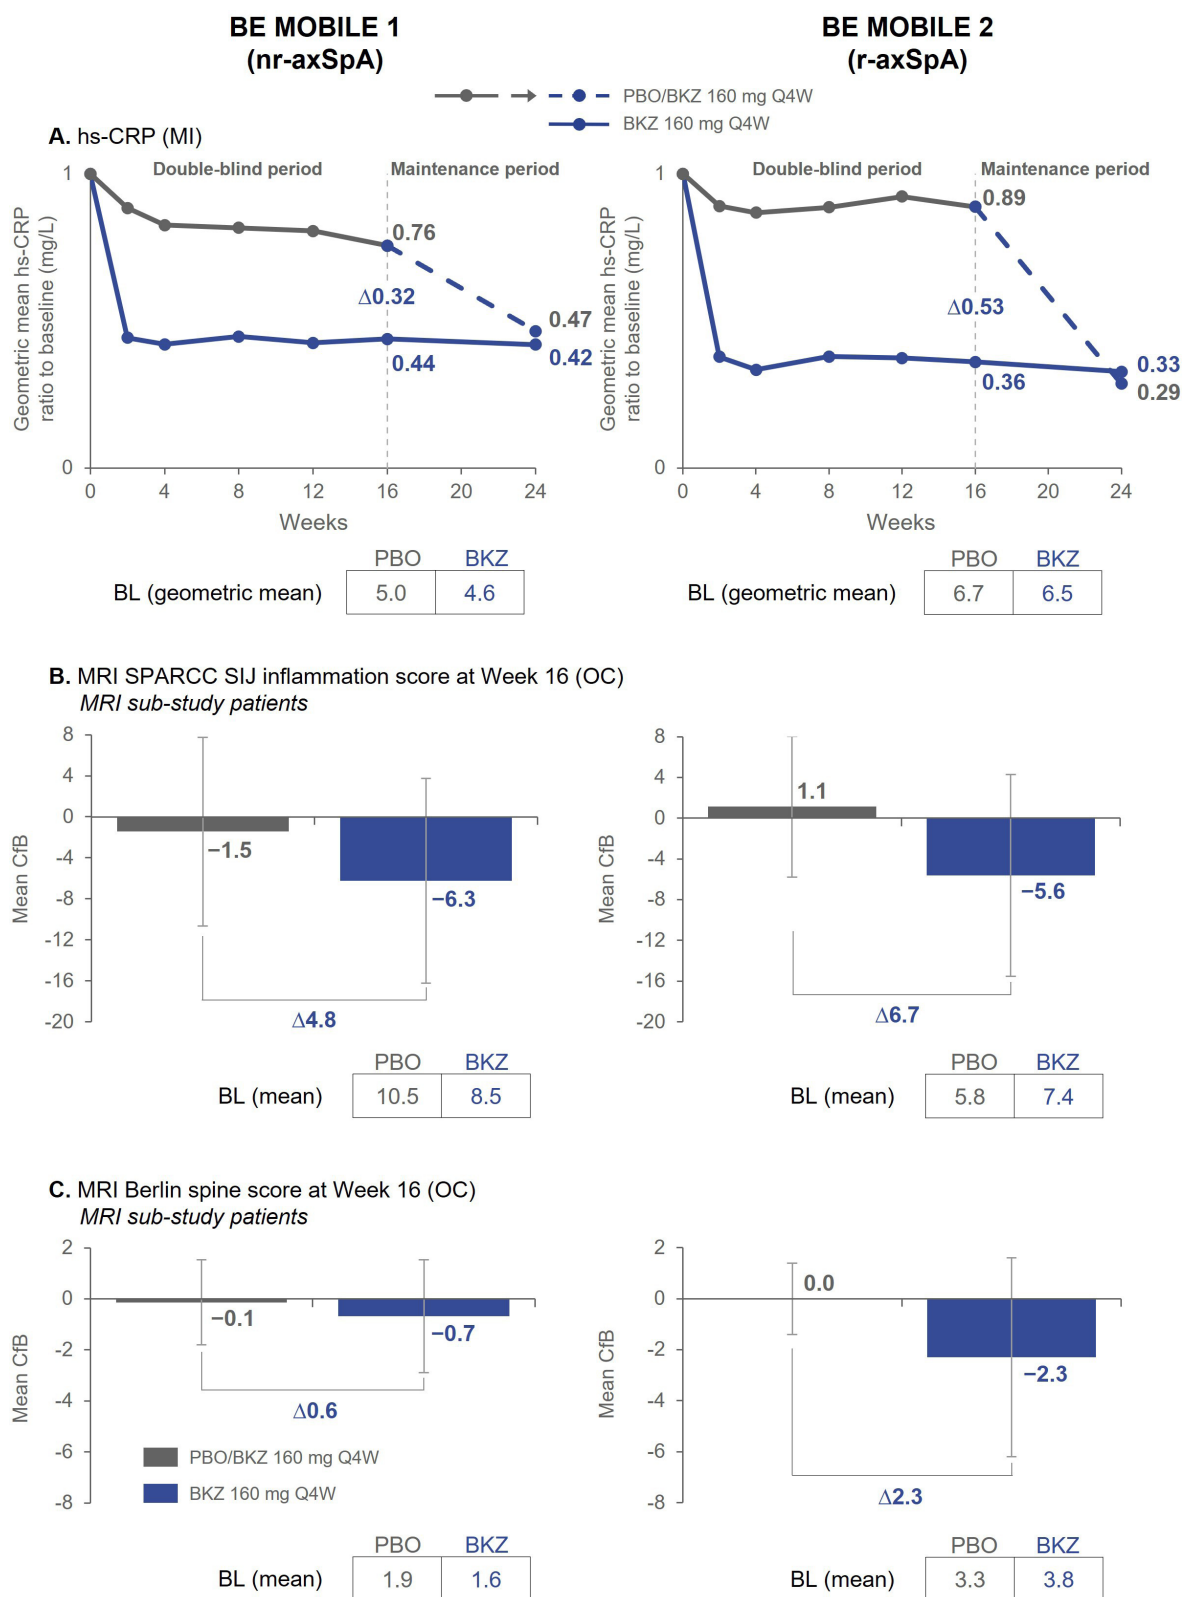 BE MOBILE 1
(nr-axSpA)
BE MOBILE 2
(r-axSpA)
PBO/BKZ 160 mg Q4W
BKZ 160 mg Q4W
A. hs-CRP (MI)
Geometric mean hs-CRP
ratio to baseline (mg/L)
1
0
Double-blind period
Maintenance period
0.76
Δ0.32
0.44
0.47
0.42
0 4 8 12 16 20 24
Weeks
PBO BKZ
BL (geometric mean) 5.0 4.6
Geometric mean hs-CRP
ratio to baseline (mg/L)
1
0
Double-blind period
Maintenance period
0.89
Δ0.53
0.36
0.33
0.29
0 4 8 12 16 20 24
Weeks
PBO BKZ
BL (geometric mean) 6.7 6.5
B. MRI SPARCC SIJ inflammation score at Week 16 (OC)
MRI sub-study patients
Mean CfB
8
4
0
-4
-8
-12
-16
-20
−1.5
−6.3
Δ4.8
PBO BKZ
BL (mean) 10.5 8.5
Mean CfB
8
4
0
-4
-8
-12
-16
-20
1.1
−5.6
Δ6.7
PBO BKZ
BL (mean) 5.8 7.4
C. MRI Berlin spine score at Week 16 (OC)
MRI sub-study patients
Mean CfB
2
0
-2
-4
-6
-8
−0.1
−0.7
Δ0.6
PBO/BKZ 160 mg Q4W
BKZ 160 mg Q4W
PBO BKZ
BL (mean) 1.9 1.6
Mean CfB
2
0
-2
-4
-6
-8
0.0
−2.3
Δ2.3
PBO BKZ
BL (mean) 3.3 3.8